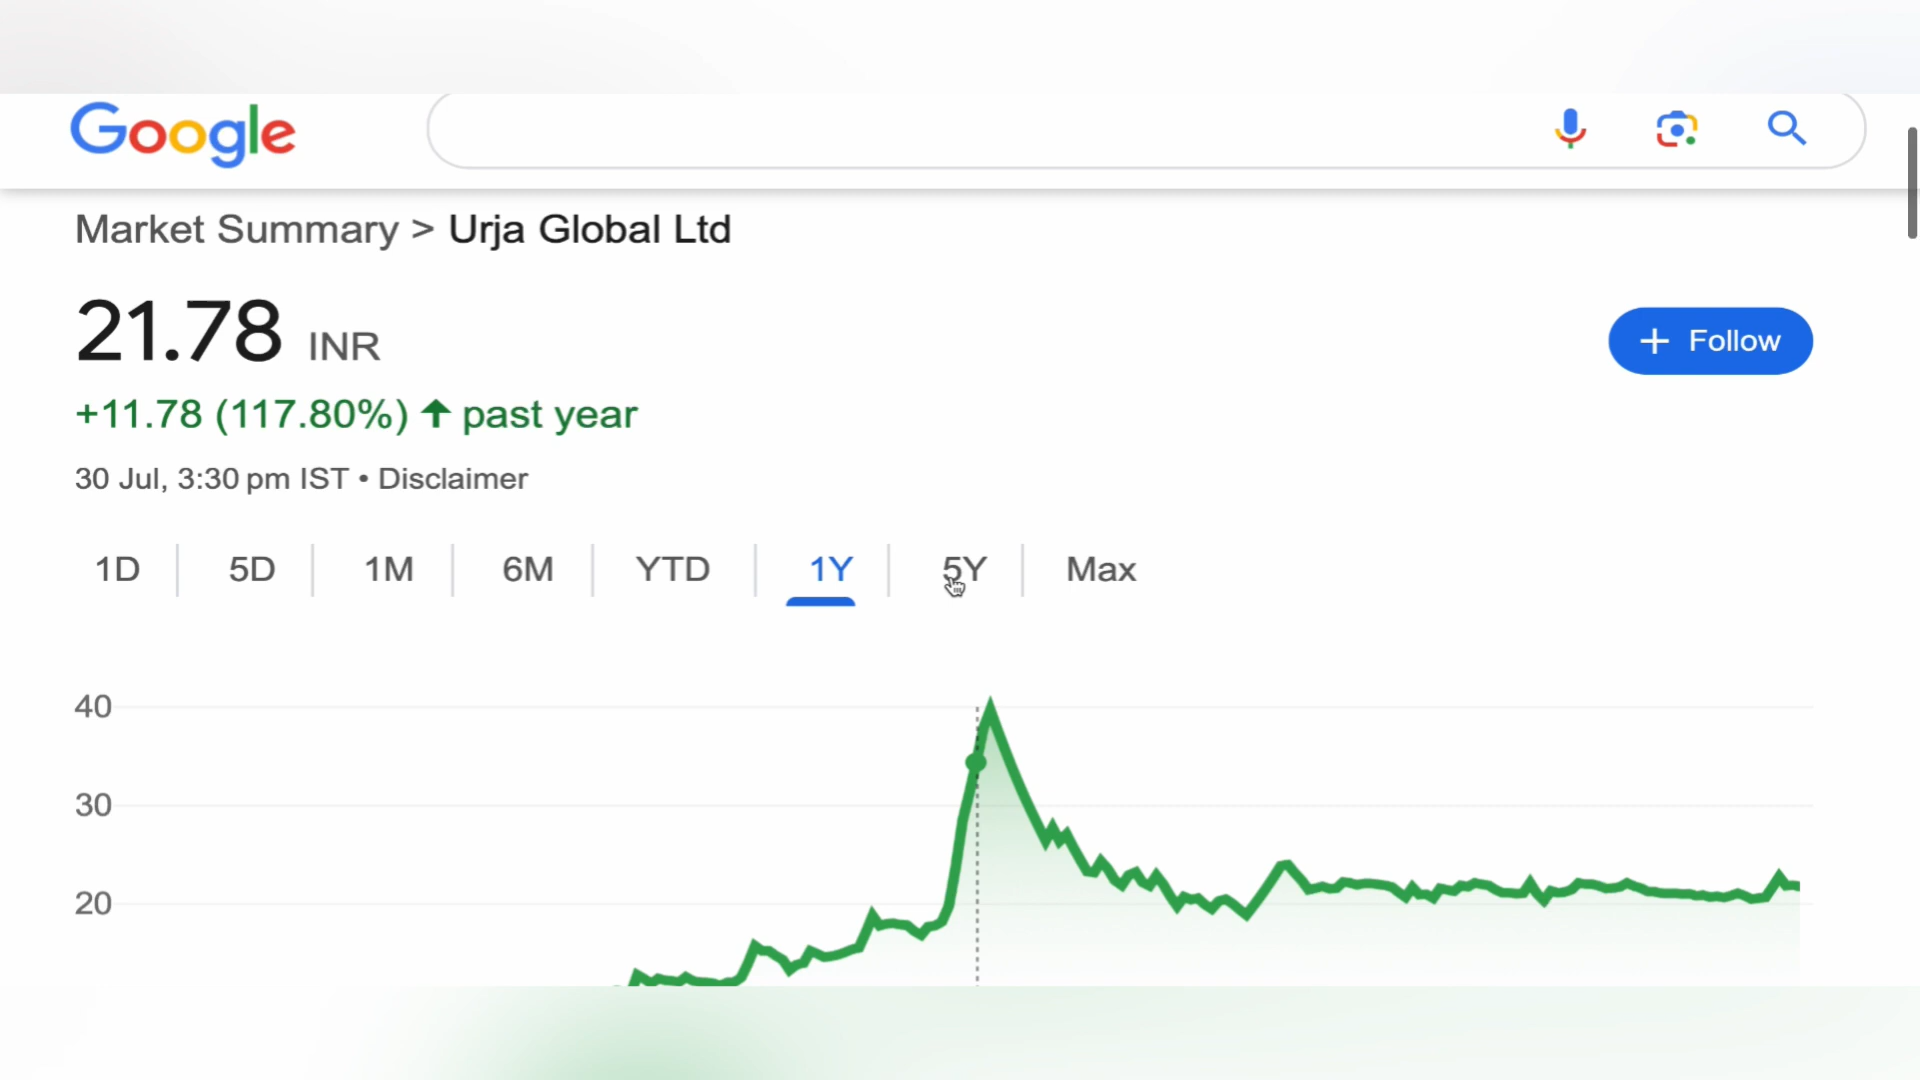 Google
Market Summary > Urja Global Ltd
21.78 INR
+ Follow
+11.78 (117.80%) ↑ past year
30 Jul, 3:30 pm IST • Disclaimer
1D 5D 1M 6M YTD 1Y 5Y Max
40
30
20